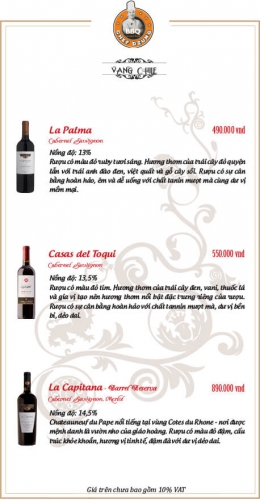 BBQ
CHEF DZUNG
VANG CHILE
La Palma
490.000 vnd
Cabernet Sauvignon
Nồng độ: 13%
Rượu có màu đỏ ruby tươi sáng. Hương thơm của trái cây đỏ quyện
lẫn với trái anh đào đen, việt quất và gỗ cây sồi. Rượu có sự cân
bằng hoàn hảo, êm và dễ uống với chất tanin mượt mà cùng dư vị
mềm mại.
Casas del Toqui
550.000 vnd
Cabernet Sauvignon
Nồng độ: 13,5%
Rượu có màu đỏ tím. Hương thơm của trái cây đen, vani, thuốc lá
và gia vị tạo nên hương thơm nổi bật đặc trưng riêng của rượu.
Rượu có sự cân bằng hoàn hảo với chất tannin mượt mà, dư vị bền
bỉ, dẻo dai.
La Capitana - Barrel Reserva
890.000 vnd
Cabernet Sauvignon, Merlot
Nồng độ: 14,5%
Chateauneuf du Pape nổi tiếng tại vùng Cotes du Rhone - nơi được
mệnh danh là vườn nho của giáo hoàng. Rượu có màu đỏ đậm, cấu
trúc khỏe khoắn, hương vị tinh tế, đậm đà với dư vị dẻo dai.
Giá trên chưa bao gồm 10% VAT